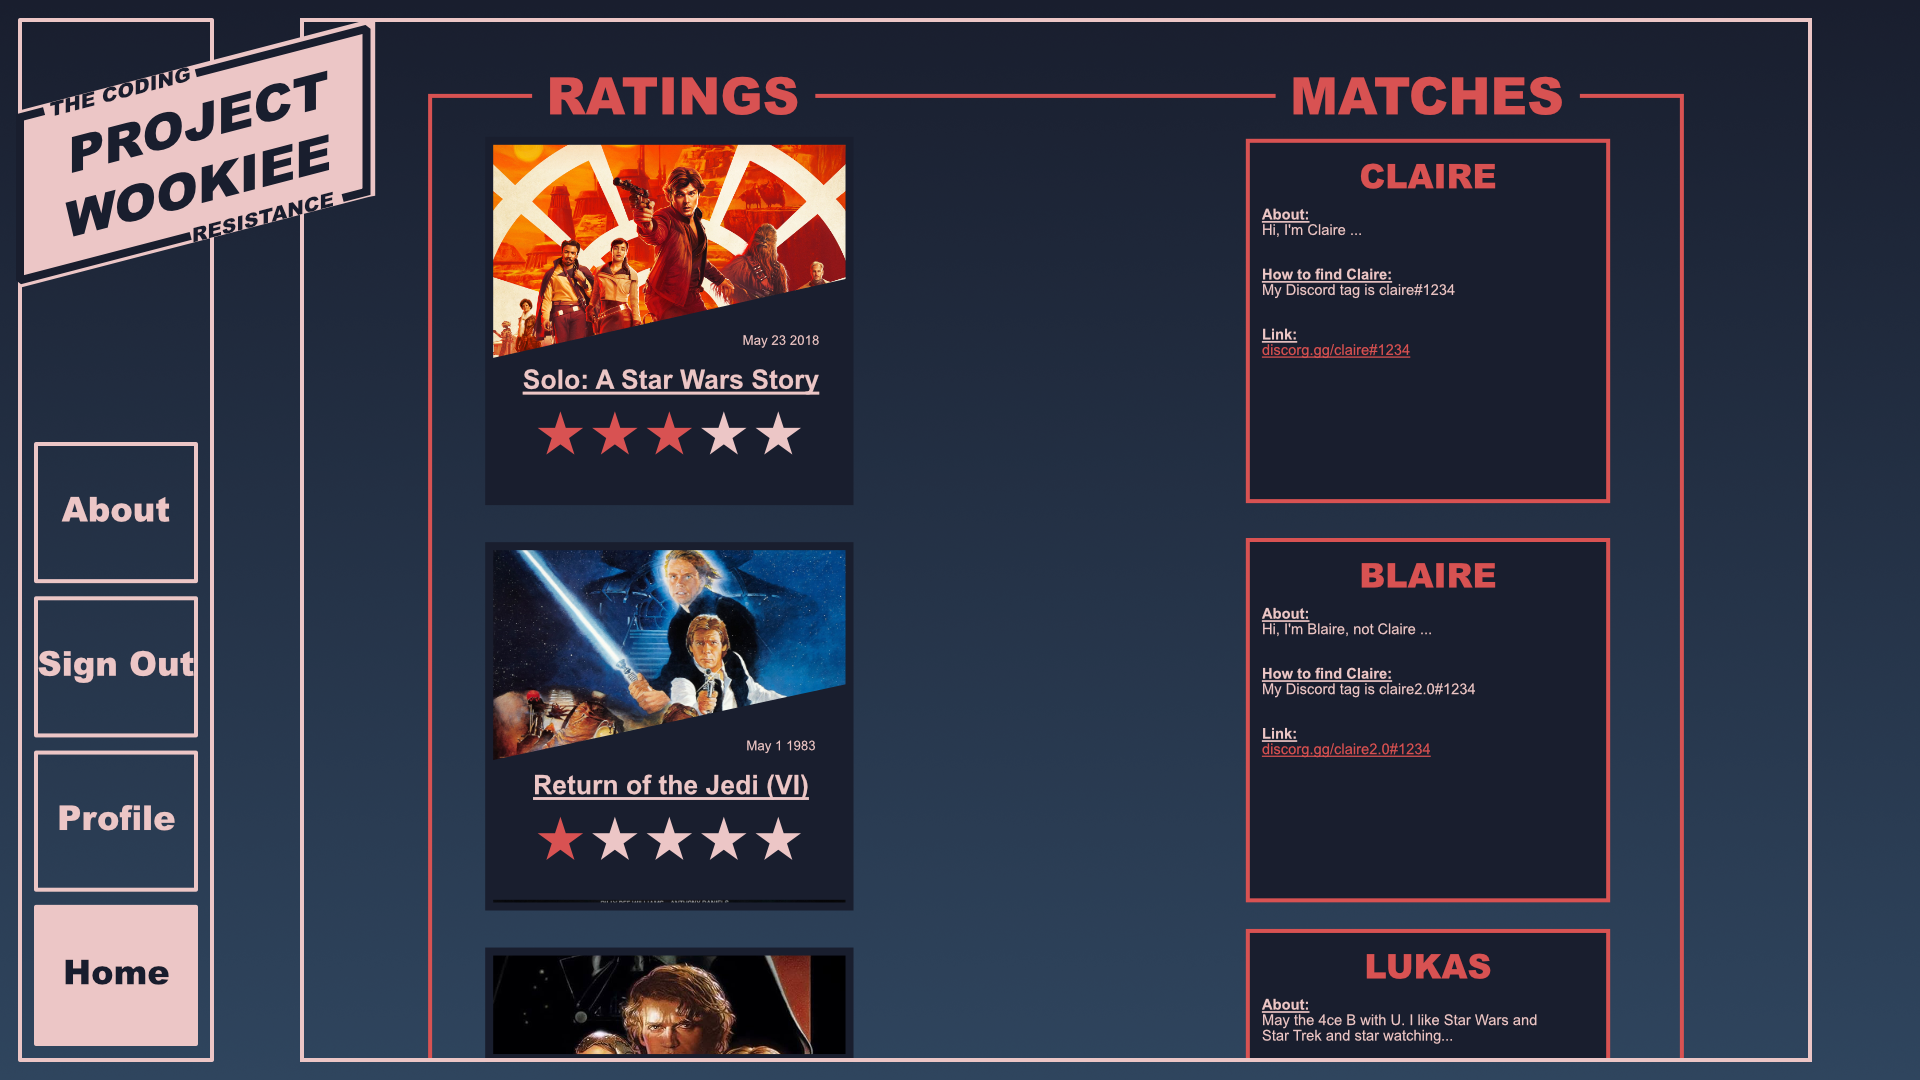 THE CODING
PROJECT
WOOKIEE
RESISTANCE
About
Sign Out
Profile
Home
RATINGS
May 23 2018
Solo: A Star Wars Story
May 1 1983
Return of the Jedi (VI)
MATCHES
CLAIRE
About:
Hi, I'm Claire ...
How to find Claire:
My Discord tag is claire#1234
Link:
discorg.gg/claire#1234
BLAIRE
About:
Hi, I'm Blaire, not Claire ...
How to find Claire:
My Discord tag is claire2.0#1234
Link:
discorg.gg/claire2.0#1234
LUKAS
About:
May the 4ce B with U. I like Star Wars and
Star Trek and star watching...